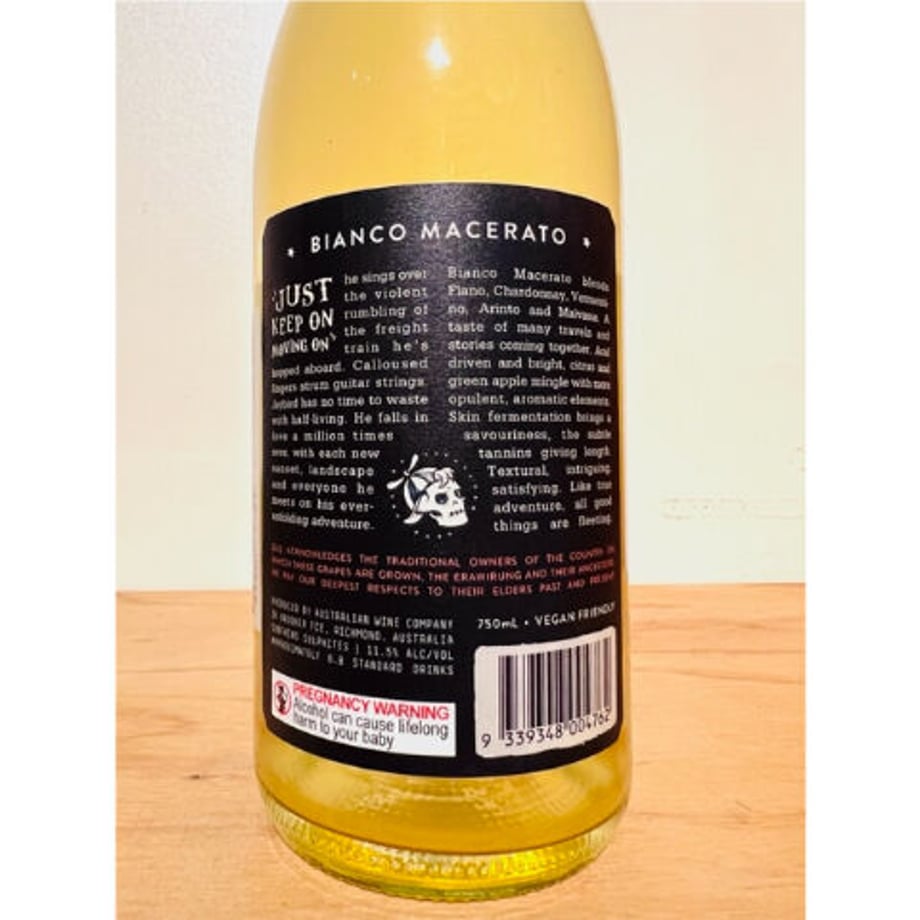 BIANCO MACERATO
'JUST
KEEP ON
MOVING ON'
he sings over
the violent
rumbling of
the freight
train he's
hopped aboard. Calloused
fingers strum guitar strings.
has no time to waste
with half-living. He falls in
love a million times
over, with each new
sunset, landscape
and everyone he
meets on his ever-
unfolding adventure.
Bianco Macerato blends
Fiano, Chardonnay, Vermenti-
no, Arinto and Malvasia. A
taste of many travels and
stories coming together. Acid
driven and bright, citrus and
green apple mingle with more
opulent, aromatic elements.
Skin fermentation brings a
savouriness, the subtle
tannins giving length.
Textural, intriguing,
satisfying. Like true
adventure, all good
things are fleeting.
ACKNOWLEDGES THE TRADITIONAL OWNERS OF THE COUNTRY ON
WHICH THESE GRAPES ARE GROWN, THE ERAWIRUNG AND THEIR ANCESTORS
WE PAY OUR DEEPEST RESPECTS TO THEIR ELDERS PAST AND PRESENT
PRODUCED BY AUSTRALIAN WINE COMPANY
TCE, RICHMOND, AUSTRALIA
CONTAINS SULPHITES | 11.5% ALC/VOL
APPROXIMATELY STANDARD DRINKS
750mL • VEGAN FRIENDLY
PREGNANCY WARNING
Alcohol can cause lifelong
harm to your baby
9 339348 004762